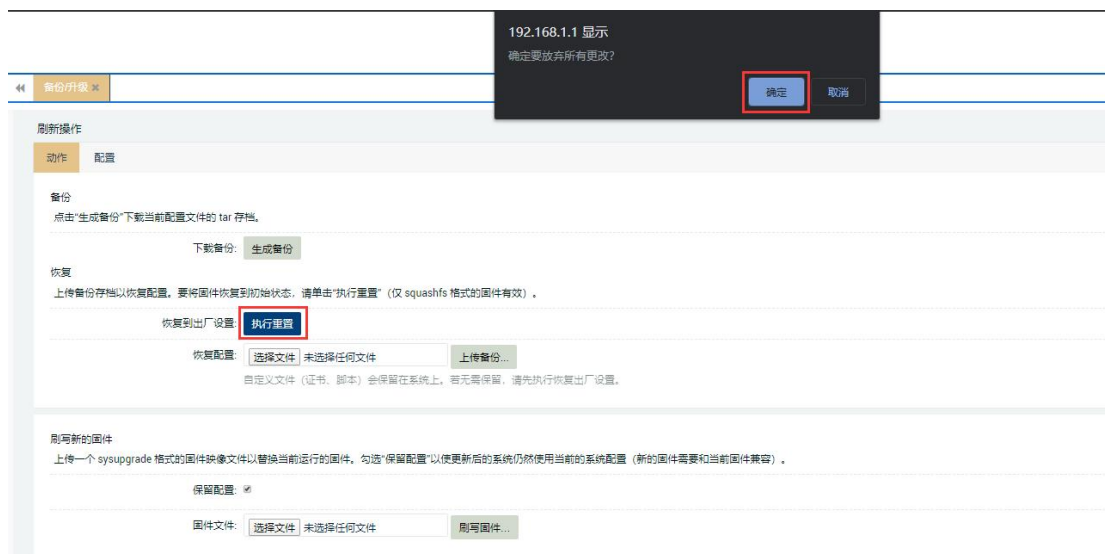 192.168.1.1 显示
确定要放弃所有更改?
确定 取消
备份/升级
刷新操作
动作 配置
备份
点击“生成备份”下载当前配置文件的 tar 存档。
下载备份: 生成备份
恢复
上传备份存档以恢复配置。要将固件恢复到初始状态，请单击“执行重置”（仅 squashfs 格式的固件有效）。
恢复到出厂设置: 执行重置
恢复配置: 选择文件 未选择任何文件 上传备份...
自定义文件（证书、脚本）会保留在系统上。若无需保留，请先执行恢复出厂设置。
刷写新的固件
上传一个 sysupgrade 格式的固件映像文件以替换当前运行的固件。勾选“保留配置”以使更新后的系统仍然使用当前的系统配置（新的固件需要和当前固件兼容）。
保留配置:
固件文件: 选择文件 未选择任何文件 刷写固件...